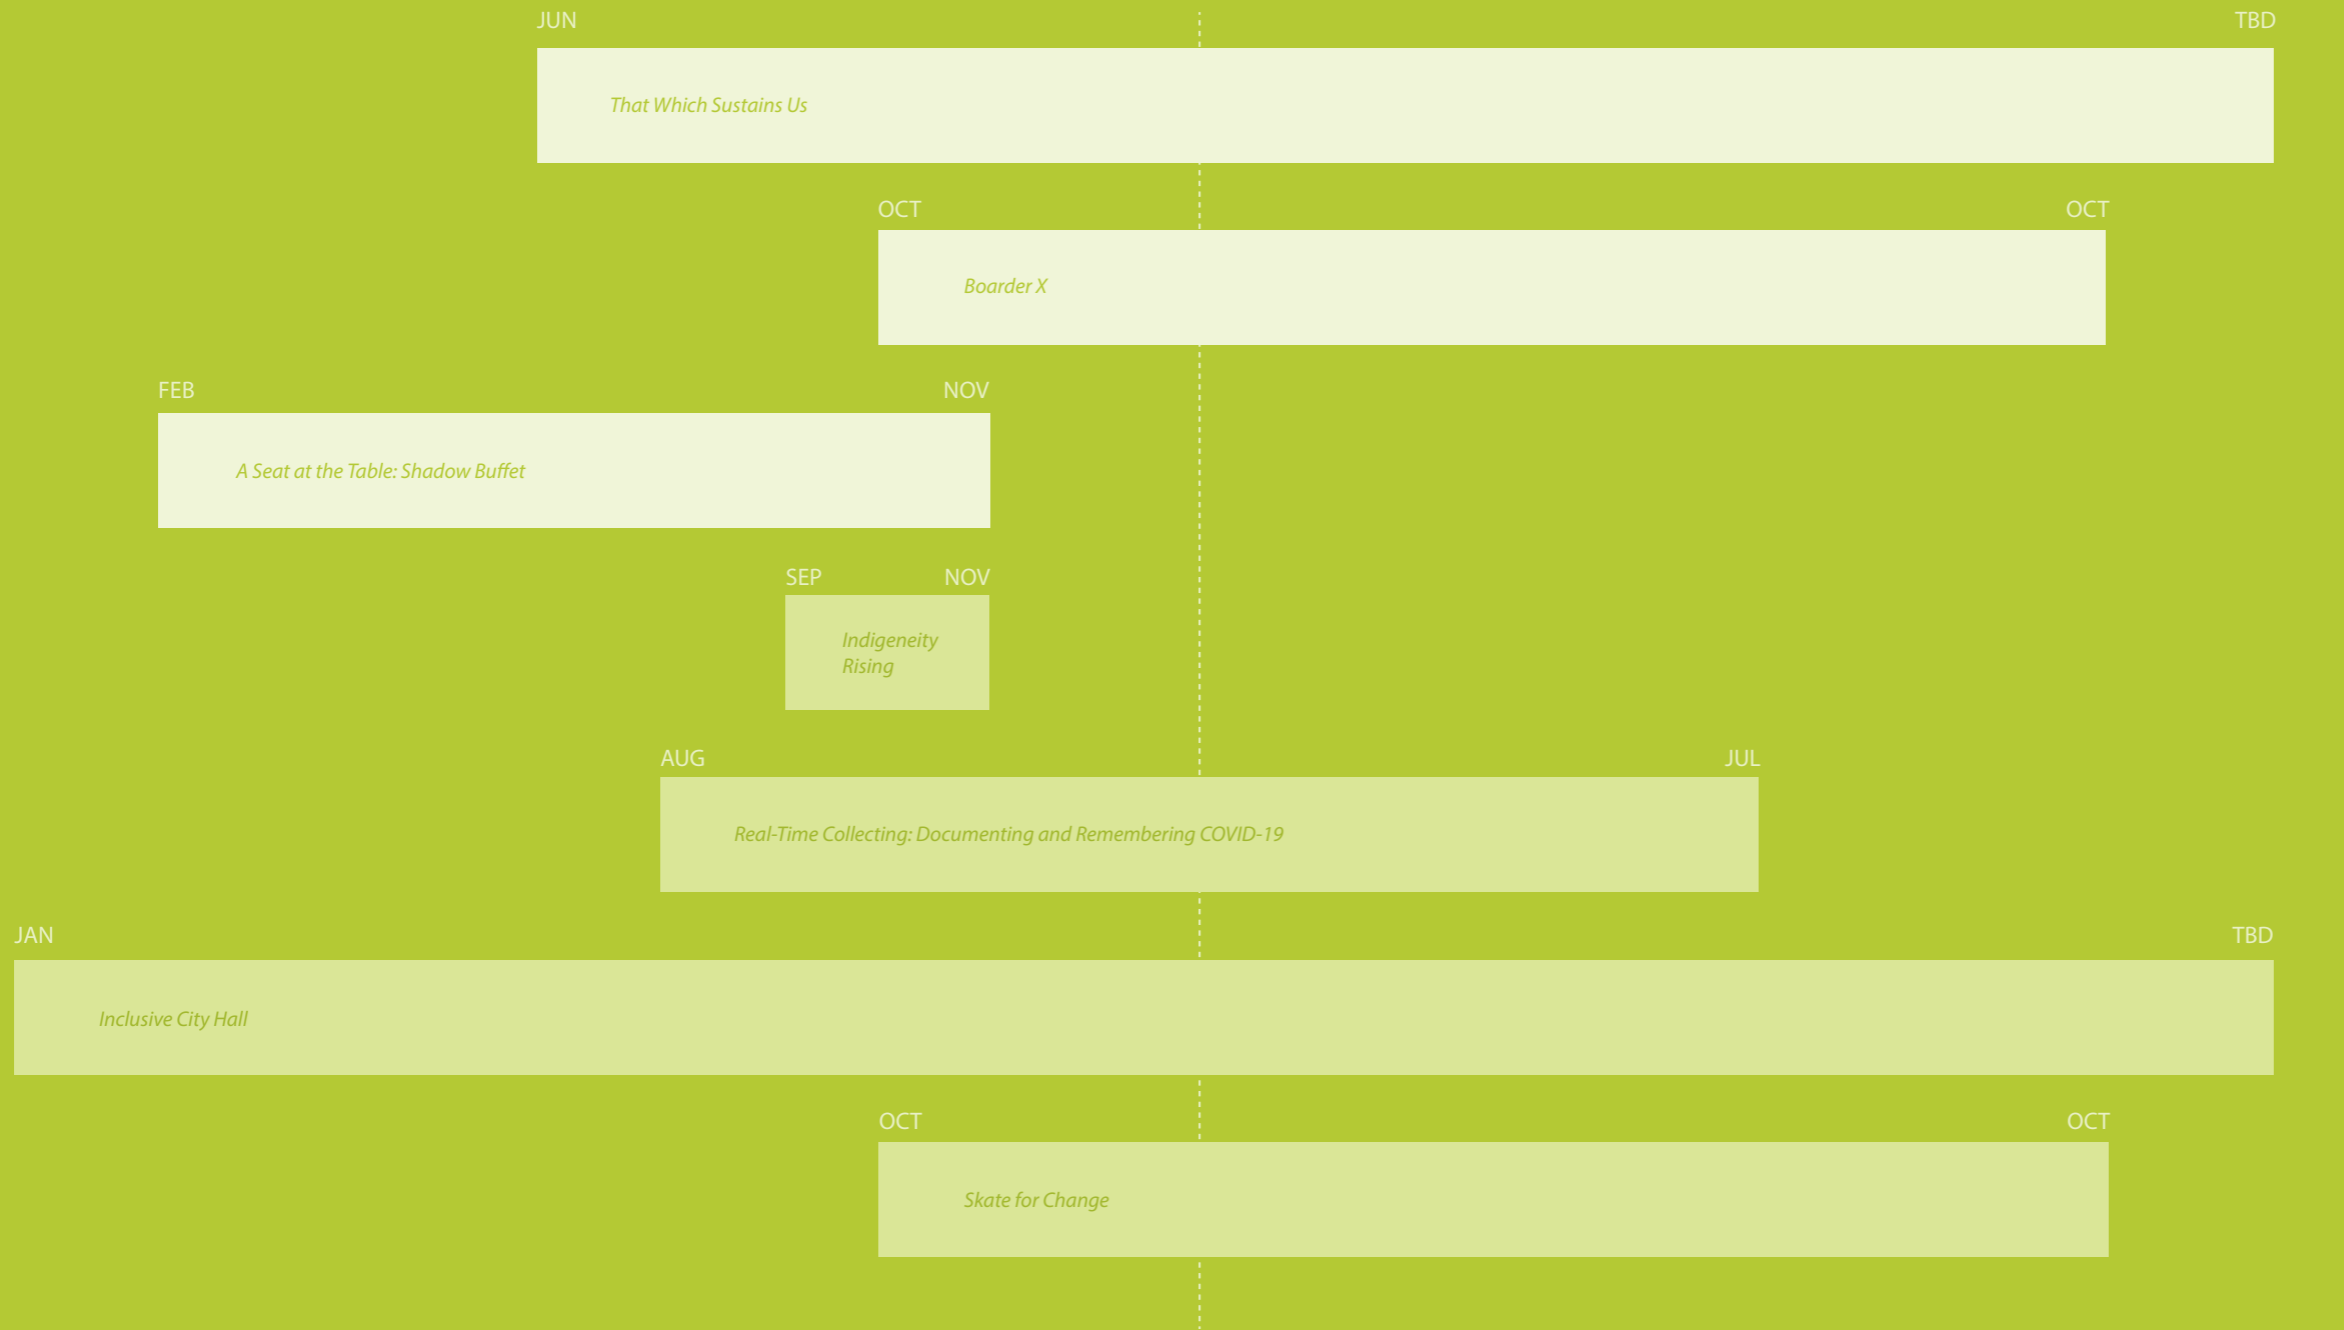 JUN
TBD
That Which Sustains Us
OCT
OCT
Boarder X
FEB
NOV
A Seat at the Table: Shadow Buffet
SEP
NOV
Indigeneity
Rising
AUG
JUL
Real-Time Collecting: Documenting and Remembering COVID-19
JAN
TBD
Inclusive City Hall
OCT
OCT
Skate for Change